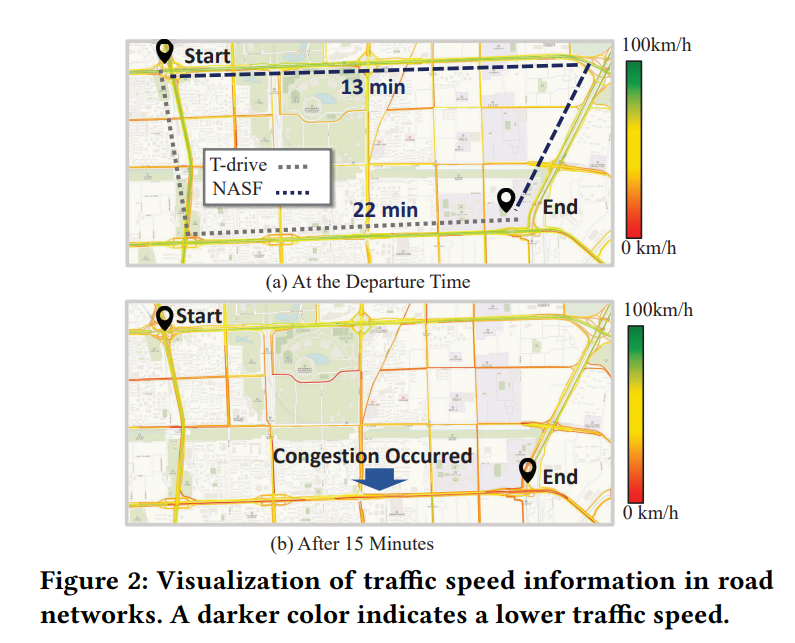 100km/h
Start
13 min
T-drive
NASF
22 min
End
0 km/h
(a) At the Departure Time
100km/h
Start
Congestion Occurred
End
0 km/h
(b) After 15 Minutes
Figure 2: Visualization of traffic speed information in road
networks. A darker color indicates a lower traffic speed.